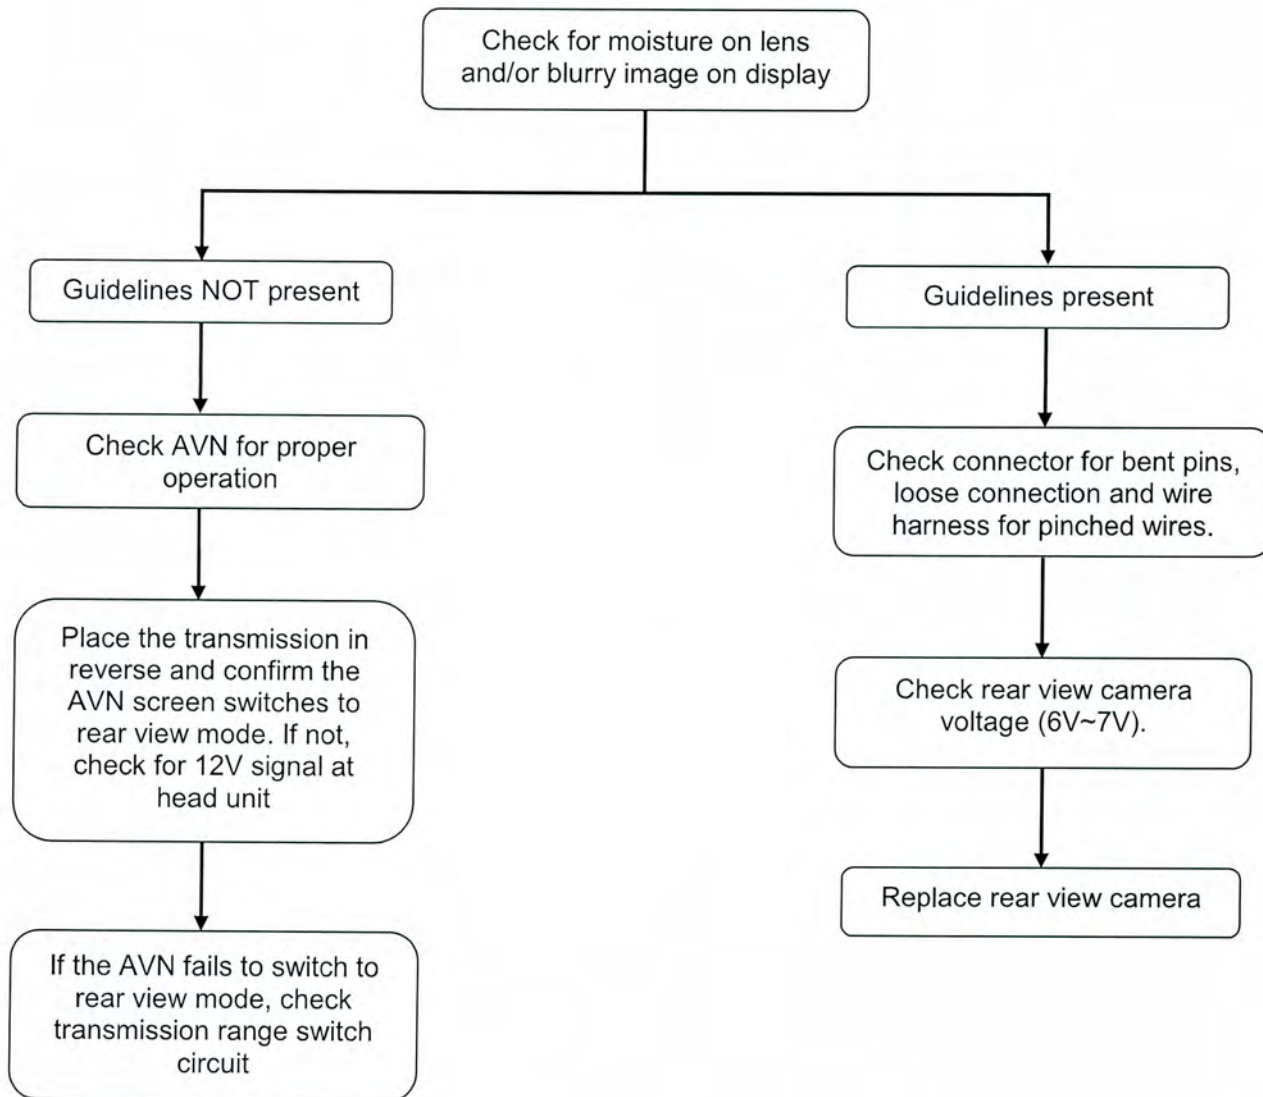 Check for moisture on lens
and/or blurry image on display
Guidelines NOT present
Guidelines present
Check AVN for proper
operation
Check connector for bent pins,
loose connection and wire
harness for pinched wires.
Place the transmission in
reverse and confirm the
AVN screen switches to
rear view mode. If not,
check for 12V signal at
head unit
Check rear view camera
voltage (6V~7V).
Replace rear view camera
If the AVN fails to switch to
rear view mode, check
transmission range switch
circuit